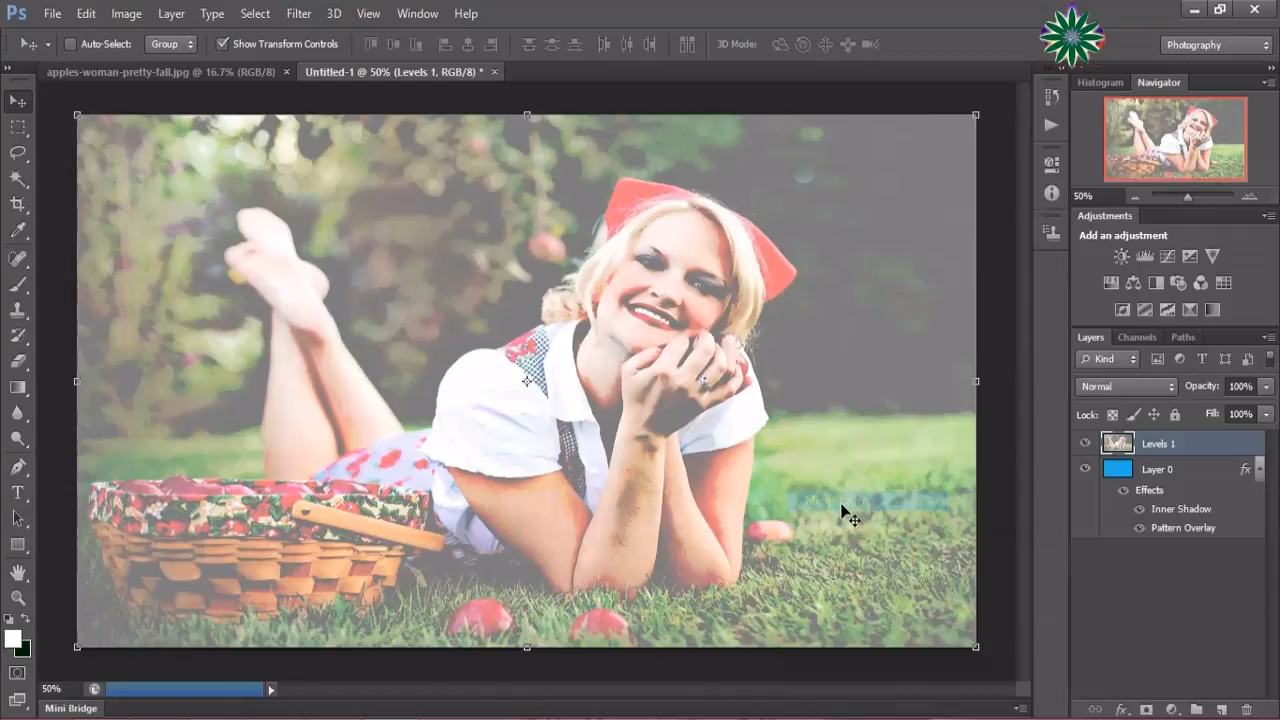 Ps File Edit Image Layer Type Select Filter 3D View Window Help
Auto-Select: Group Show Transform Controls 3D Mode: Photography
apples-woman-pretty-fall.jpg @ 16.7% (RGB/8) × Untitled-1 @ 50% (Levels 1, RGB/8) * ×
Histogram Navigator
50%
Adjustments
Add an adjustment
Layers Channels Paths
Kind
Normal Opacity: 100%
Lock: Fill: 100%
Levels 1
Layer 0 fx
Effects
Inner Shadow
Pattern Overlay
50%
Mini Bridge